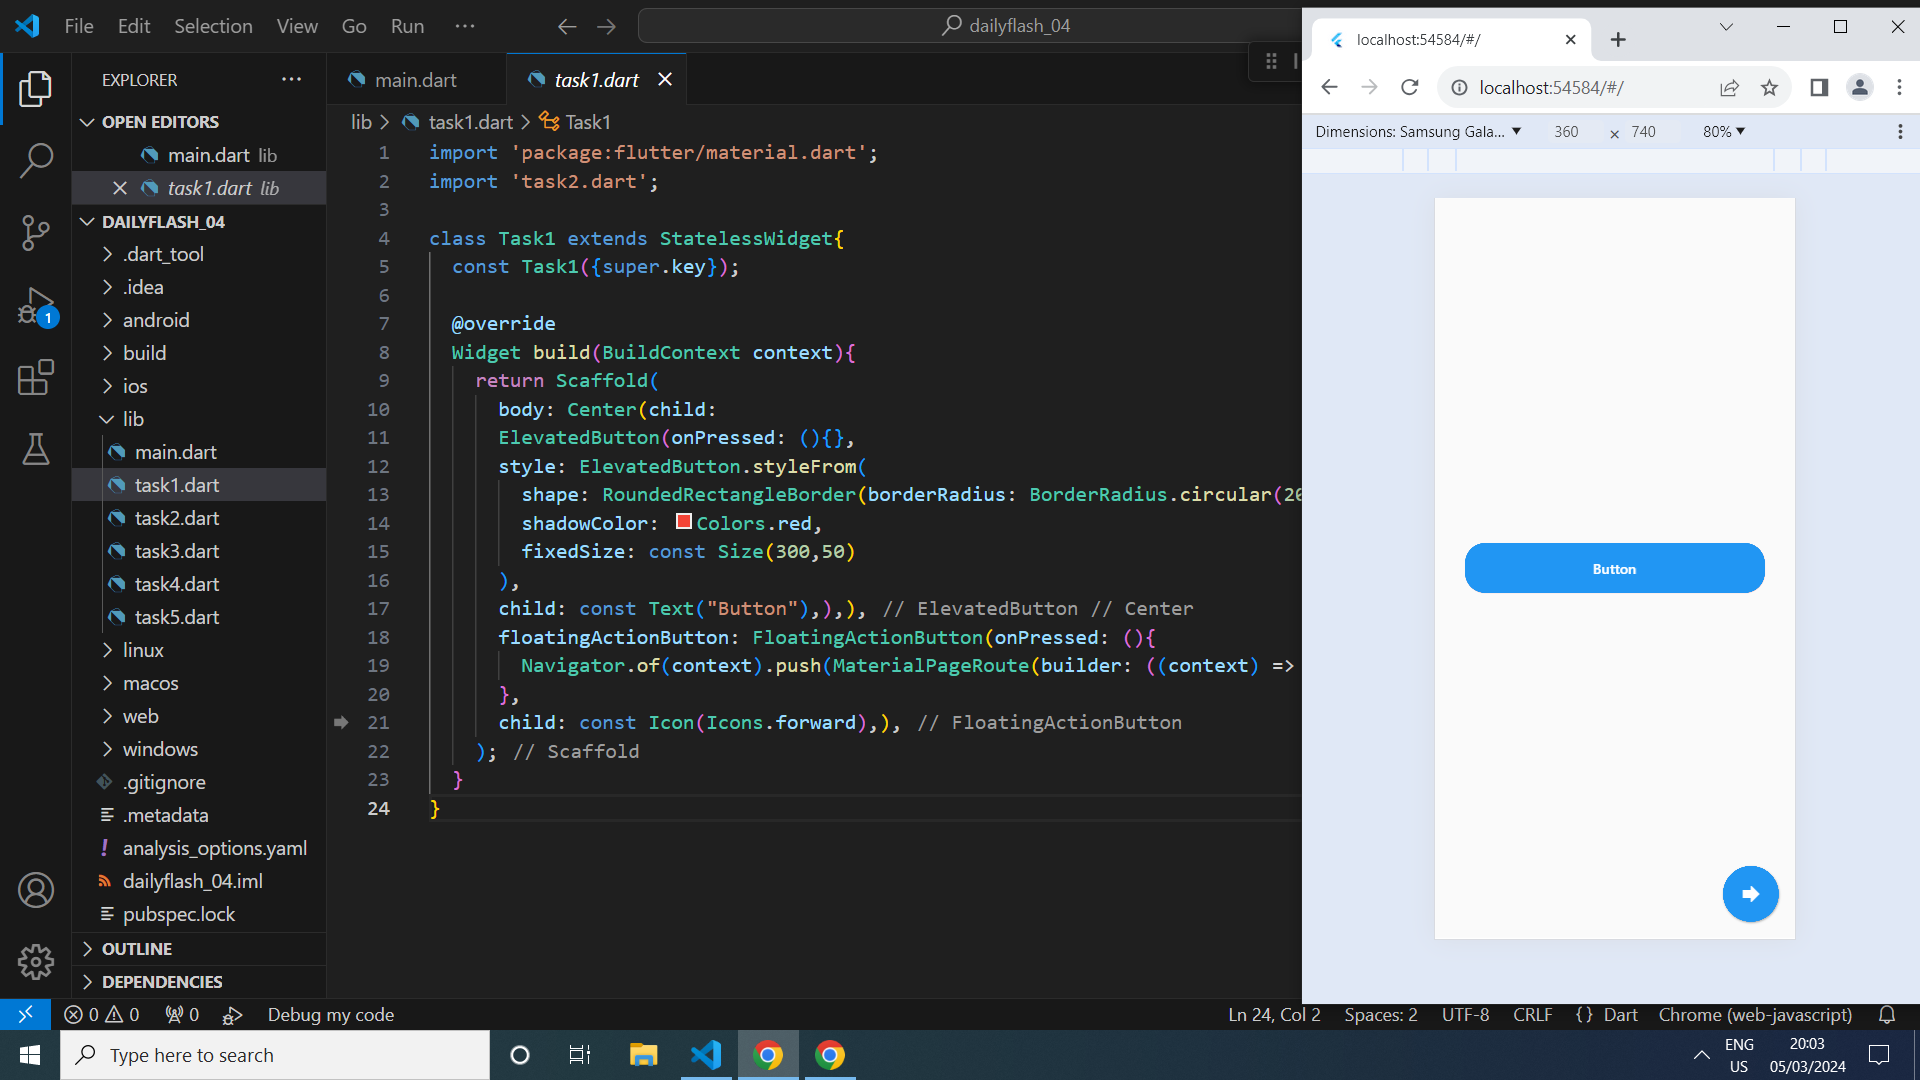 File Edit Selection View Go Run ···
dailyflash_04
EXPLORER
OPEN EDITORS
main.dart lib
task1.dart lib
DAILYFLASH_04
.dart_tool
.idea
android
build
ios
lib
main.dart
task1.dart
task2.dart
task3.dart
task4.dart
task5.dart
linux
macos
web
windows
.gitignore
.metadata
analysis_options.yaml
dailyflash_04.iml
pubspec.lock
OUTLINE
DEPENDENCIES
main.dart
task1.dart
lib > task1.dart > Task1
1 import 'package:flutter/material.dart';
2 import 'task2.dart';
3
4 class Task1 extends StatelessWidget{
5 const Task1({super.key});
6
7 @override
8 Widget build(BuildContext context){
9 return Scaffold(
10 body: Center(child:
11 ElevatedButton(onPressed: (){},
12 style: ElevatedButton.styleFrom(
13 shape: RoundedRectangleBorder(borderRadius: BorderRadius.circular(20
14 shadowColor: Colors.red,
15 fixedSize: const Size(300,50)
16 ),
17 child: const Text("Button"),),), // ElevatedButton // Center
18 floatingActionButton: FloatingActionButton(onPressed: (){
19 Navigator.of(context).push(MaterialPageRoute(builder: ((context) =>
20 },
21 child: const Icon(Icons.forward),), // FloatingActionButton
22 ); // Scaffold
23 }
24 }
localhost:54584/#/
localhost:54584/#/
Dimensions: Samsung Gala... 360 × 740 80%
Button
0 0 0 Debug my code
Ln 24, Col 2 Spaces: 2 UTF-8 CRLF {} Dart Chrome (web-javascript)
1
Type here to search
ENG
US
20:03
05/03/2024